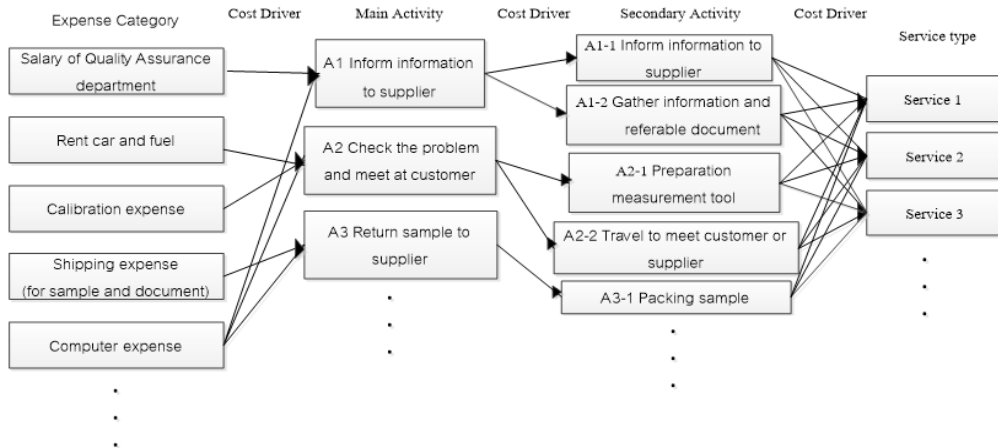 Expense Category
Cost Driver
Main Activity
Cost Driver
Secondary Activity
Cost Driver
Service type
Salary of Quality Assurance
department
Rent car and fuel
Calibration expense
Shipping expense
(for sample and document)
Computer expense
A1 Inform information
to supplier
A2 Check the problem
and meet at customer
A3 Return sample to
supplier
A1-1 Inform information to
supplier
A1-2 Gather information and
referable document
A2-1 Preparation
measurement tool
A2-2 Travel to meet customer or
supplier
A3-1 Packing sample
Service 1
Service 2
Service 3